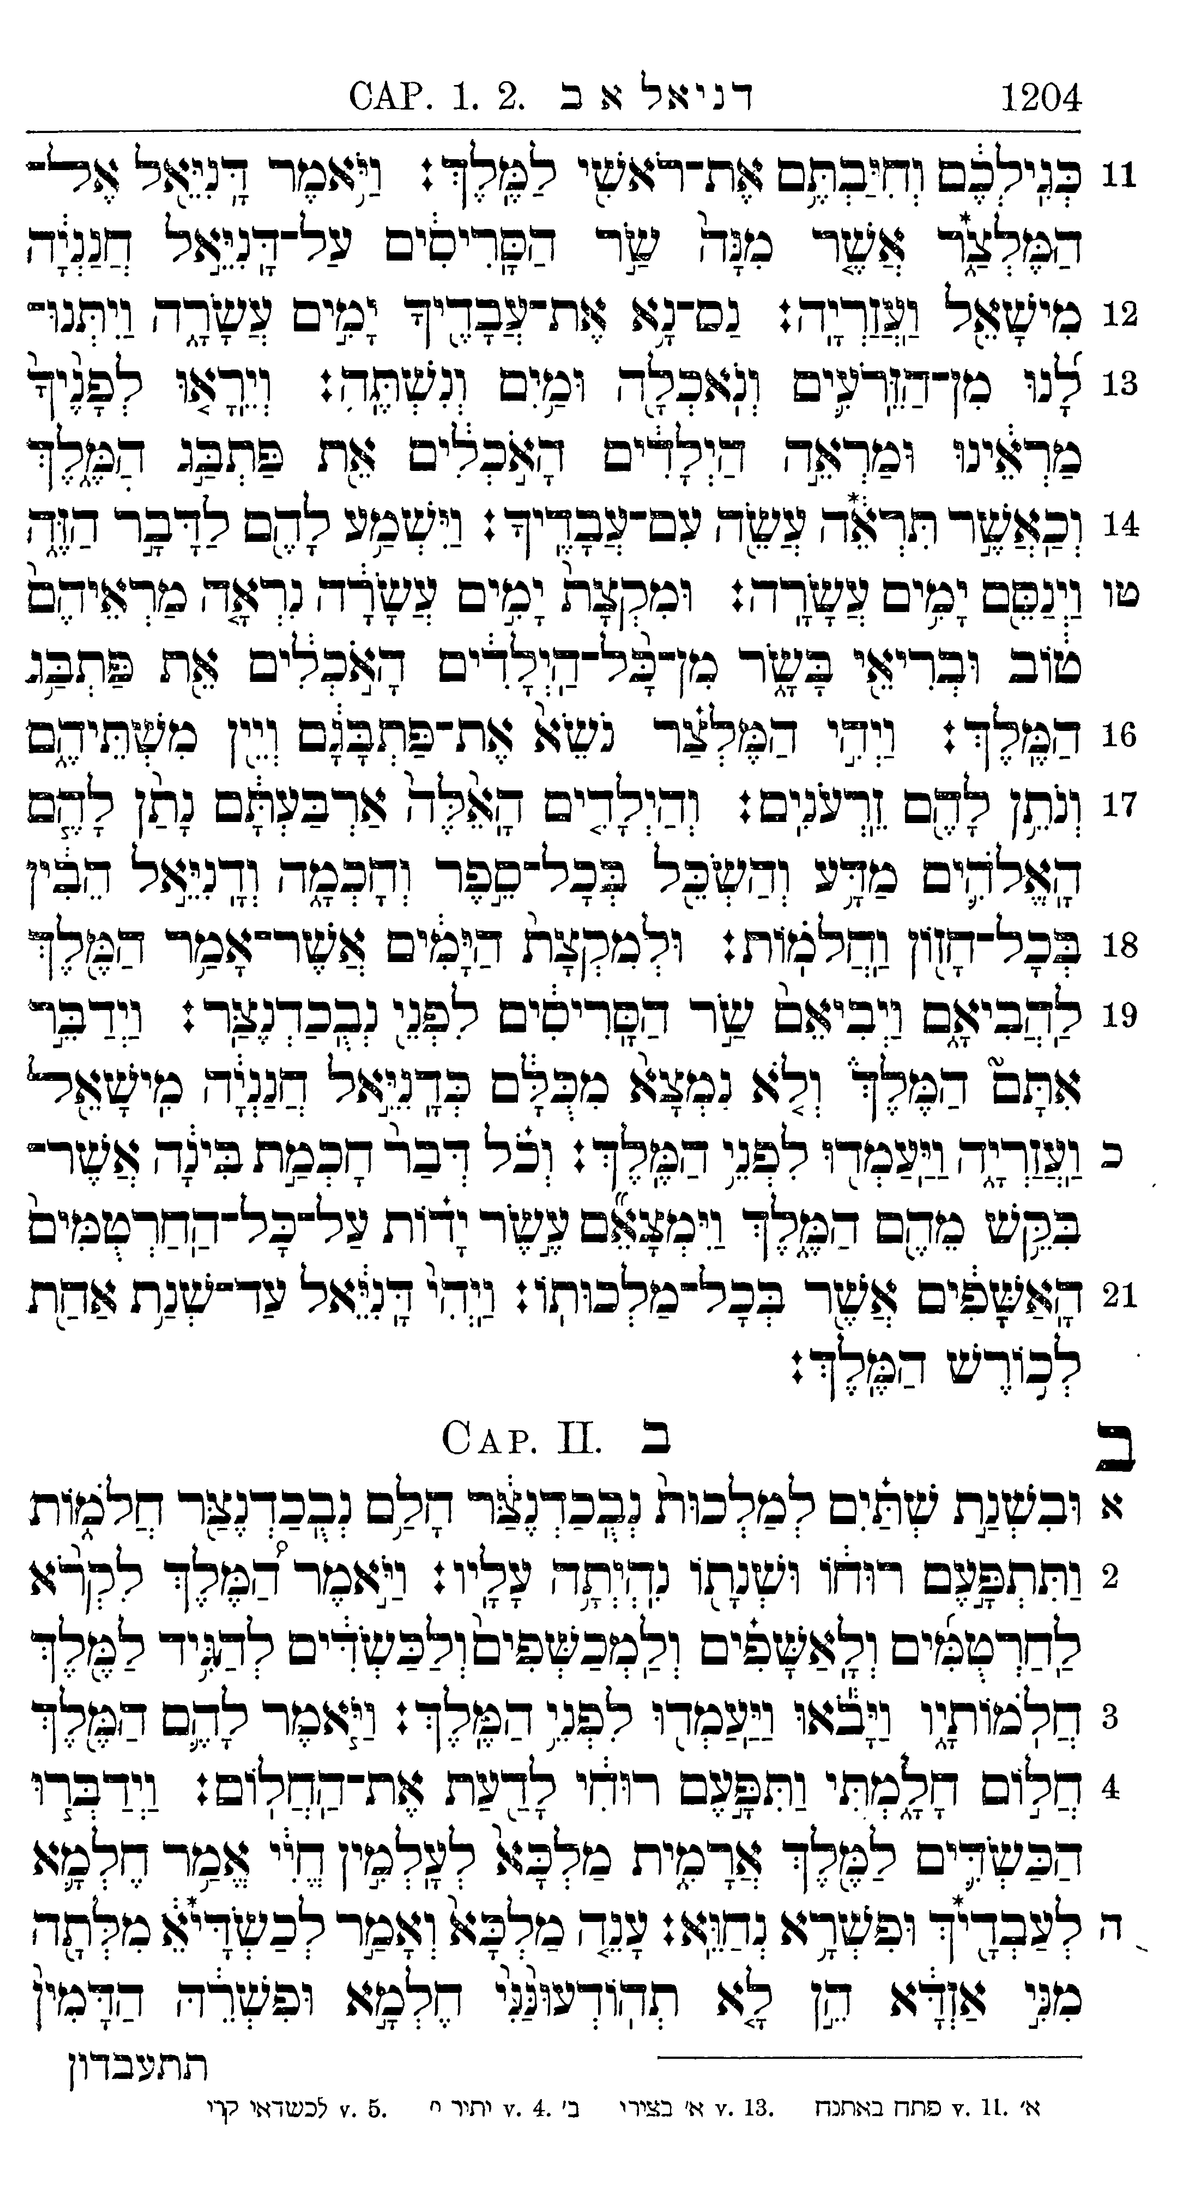 CAP. 1. 2. דניאל א ב 1204
11 כְּגִֽילְכֶ֔ם וְחִיַּבְתֶּ֥ם אֶת־רֹאשִׁ֖י לַמֶּֽלֶךְ׃ וַיֹּ֥אמֶר דָּנִיֵּ֖אל אֶל־
הַמֶּלְצַ֑ר אֲשֶׁ֤ר מִנָּה֙ שַׂ֣ר הַסָּֽרִיסִ֔ים עַל־דָּֽנִיֵּ֣אל חֲנַנְיָ֔ה
12 מִֽישָׁאֵ֖ל וַֽעֲזַרְיָֽה׃ נַס־נָ֥א אֶת־עֲבָדֶ֖יךָ יָמִ֣ים עֲשָׂרָ֑ה וְיִתְּנוּ־
13 לָ֜נוּ מִן־הַזֵּֽרֹעִ֛ים וְנֹֽאכְלָ֖ה וּמַ֥יִם וְנִשְׁתֶּֽה׃ וְיֵֽרָא֤וּ לְפָנֶ֨יךָ֙
מַרְאֵ֔ינוּ וּמַרְאֵ֣ה הַיְלָדִ֔ים הָאֹ֣כְלִ֔ים אֵ֖ת פַּתְבַּ֣ג הַמֶּ֑לֶךְ
14 וְכַֽאֲשֶׁ֣ר תִּרְאֵ֔ה עֲשֵׂ֖ה עִם־עֲבָדֶֽיךָ׃ וַיִּשְׁמַ֥ע לָהֶ֖ם לַדָּבָ֣ר הַזֶּ֑ה
טו וַיְנַסֵּ֖ם יָמִ֥ים עֲשָׂרָֽה׃ וּמִקְצָת֙ יָמִ֣ים עֲשָׂרָ֔ה נִרְאָ֤ה מַרְאֵיהֶם֙
ט֔וֹב וּבְרִיאֵ֖י בָּשָׂ֑ר מִן־כָּל־הַ֨יְלָדִ֔ים הָאֹ֣כְלִ֔ים אֵ֖ת פַּתְבַּ֥ג
16 הַמֶּֽלֶךְ׃ וַיְהִ֣י הַמֶּלְצַ֗ר נֹשֵׂא֙ אֶת־פַּתְבָּגָ֔ם וְיֵ֖ין מִשְׁתֵּיהֶ֑ם
17 וְנֹתֵ֥ן לָהֶ֖ם זֵֽרְעֹנִֽים׃ וְהַיְלָדִ֤ים הָאֵ֨לֶּה֙ אַרְבַּעְתָּ֔ם נָתַ֨ן לָהֶ֧ם
הָֽאֱלֹהִ֛ים מַדָּ֥ע וְהַשְׂכֵּ֖ל בְּכָל־סֵ֣פֶר וְחָכְמָ֑ה וְדָֽנִיֵּ֣אל הֵבִ֔ין
18 בְּכָל־חָז֖וֹן וַֽחֲלֹמֽוֹת׃ וּלְמִקְצָת֙ הַיָּמִ֔ים אֲשֶׁר־אָמַ֥ר הַמֶּ֖לֶךְ
19 לַֽהֲבִיאָ֑ם וַיְבִיאֵם֙ שַׂ֣ר הַסָּֽרִיסִ֔ים לִפְנֵ֖י נְבֻֽכַדְנֶצַּֽר׃ וַיְדַבֵּ֣ר
אִתָּם֮ הַמֶּלֶךְ֒ וְלֹ֤א נִמְצָא֙ מִכֻּלָּ֔ם כְּדָֽנִיֵּ֣אל חֲנַנְיָ֔ה מִֽישָׁאֵ֖ל
כ וַֽעֲזַרְיָ֑ה וַיַּֽעַמְד֖וּ לִפְנֵ֥י הַמֶּֽלֶךְ׃ וְכֹ֗ל דְּבַר֙ חָכְמַ֣ת בִּינָ֔ה אֲשֶׁר־
בִּקֵּ֥שׁ מֵהֶ֖ם הַמֶּ֑לֶךְ וַֽיִּמְצָאֵ֞ם עֶ֣שֶׂר יָד֗וֹת עַ֤ל־כָּל־הַֽחַרְטֻמִּים֙
21 הָֽאַשָּׁפִ֔ים אֲשֶׁ֖ר בְּכָל־מַלְכוּתֽוֹ׃ וַֽיְהִי֙ דָּֽנִיֵּ֔אל עַד־שְׁנַ֥ת אַחַ֖ת
לְכ֥וֹרֶשׁ הַמֶּֽלֶךְ׃
CAP. II. ב ב
א וּבִשְׁנַ֣ת שְׁתַּ֗יִם לְמַלְכוּת֙ נְבֻֽכַדְנֶצַּ֔ר חָלַ֥ם נְבֻֽכַדְנֶצַּ֖ר חֲלֹמ֑וֹת
2 וַתִּתְפָּ֣עֶם רוּח֔וֹ וּשְׁנָת֖וֹ נִהְיְתָ֥ה עָלָֽיו׃ וַיֹּ֣אמֶר הַ֠מֶּלֶךְ לִקְרֹ֨א
לַֽחַרְטֻמִּ֜ים וְלָֽאַשָּׁפִ֗ים וְלַֽמְכַשְּׁפִים֙ וְלַכַּשְׂדִּ֔ים לְהַגִּ֥יד לַמֶּ֖לֶךְ
3 חֲלֹֽמוֹתָ֑יו וַיָּבֹ֕אוּ וַיַּֽעַמְד֖וּ לִפְנֵ֥י הַמֶּֽלֶךְ׃ וַיֹּ֧אמֶר לָהֶ֛ם הַמֶּ֖לֶךְ
4 חֲל֣וֹם חָלָ֑מְתִּי וַתִּפָּ֣עֶם רוּחִ֔י לָדַ֖עַת אֶת־הַֽחֲלֽוֹם׃ וַיְדַבְּר֧וּ
הַכַּשְׂדִּ֛ים לַמֶּ֖לֶךְ אֲרָמִ֑ית מַלְכָּא֙ לְעָֽלְמִ֣ין חֱיִ֔י אֱמַ֥ר חֶלְמָ֛א
ה לְעַבְדָ֖יךְ וּפִשְׁרָ֥א נְחַוֵּֽא׃ עָנֵ֤ה מַלְכָּא֙ וְאָמַ֣ר לְכַשְׂדָּיֵ֔א מִלְּתָ֖ה
מִנִּ֣י אַזְדָּ֑א הֵ֣ן לָ֤א תְהֽוֹדְעוּנַּ֨נִי֙ חֶלְמָ֣א וּפִשְׁרֵ֔הּ הַדָּמִין֙
תתעבדון
א' v. 11. פתח באתנח v. 13. א' בצירי ב' v. 4. יתיר י v. 5. לכשדאי קרי